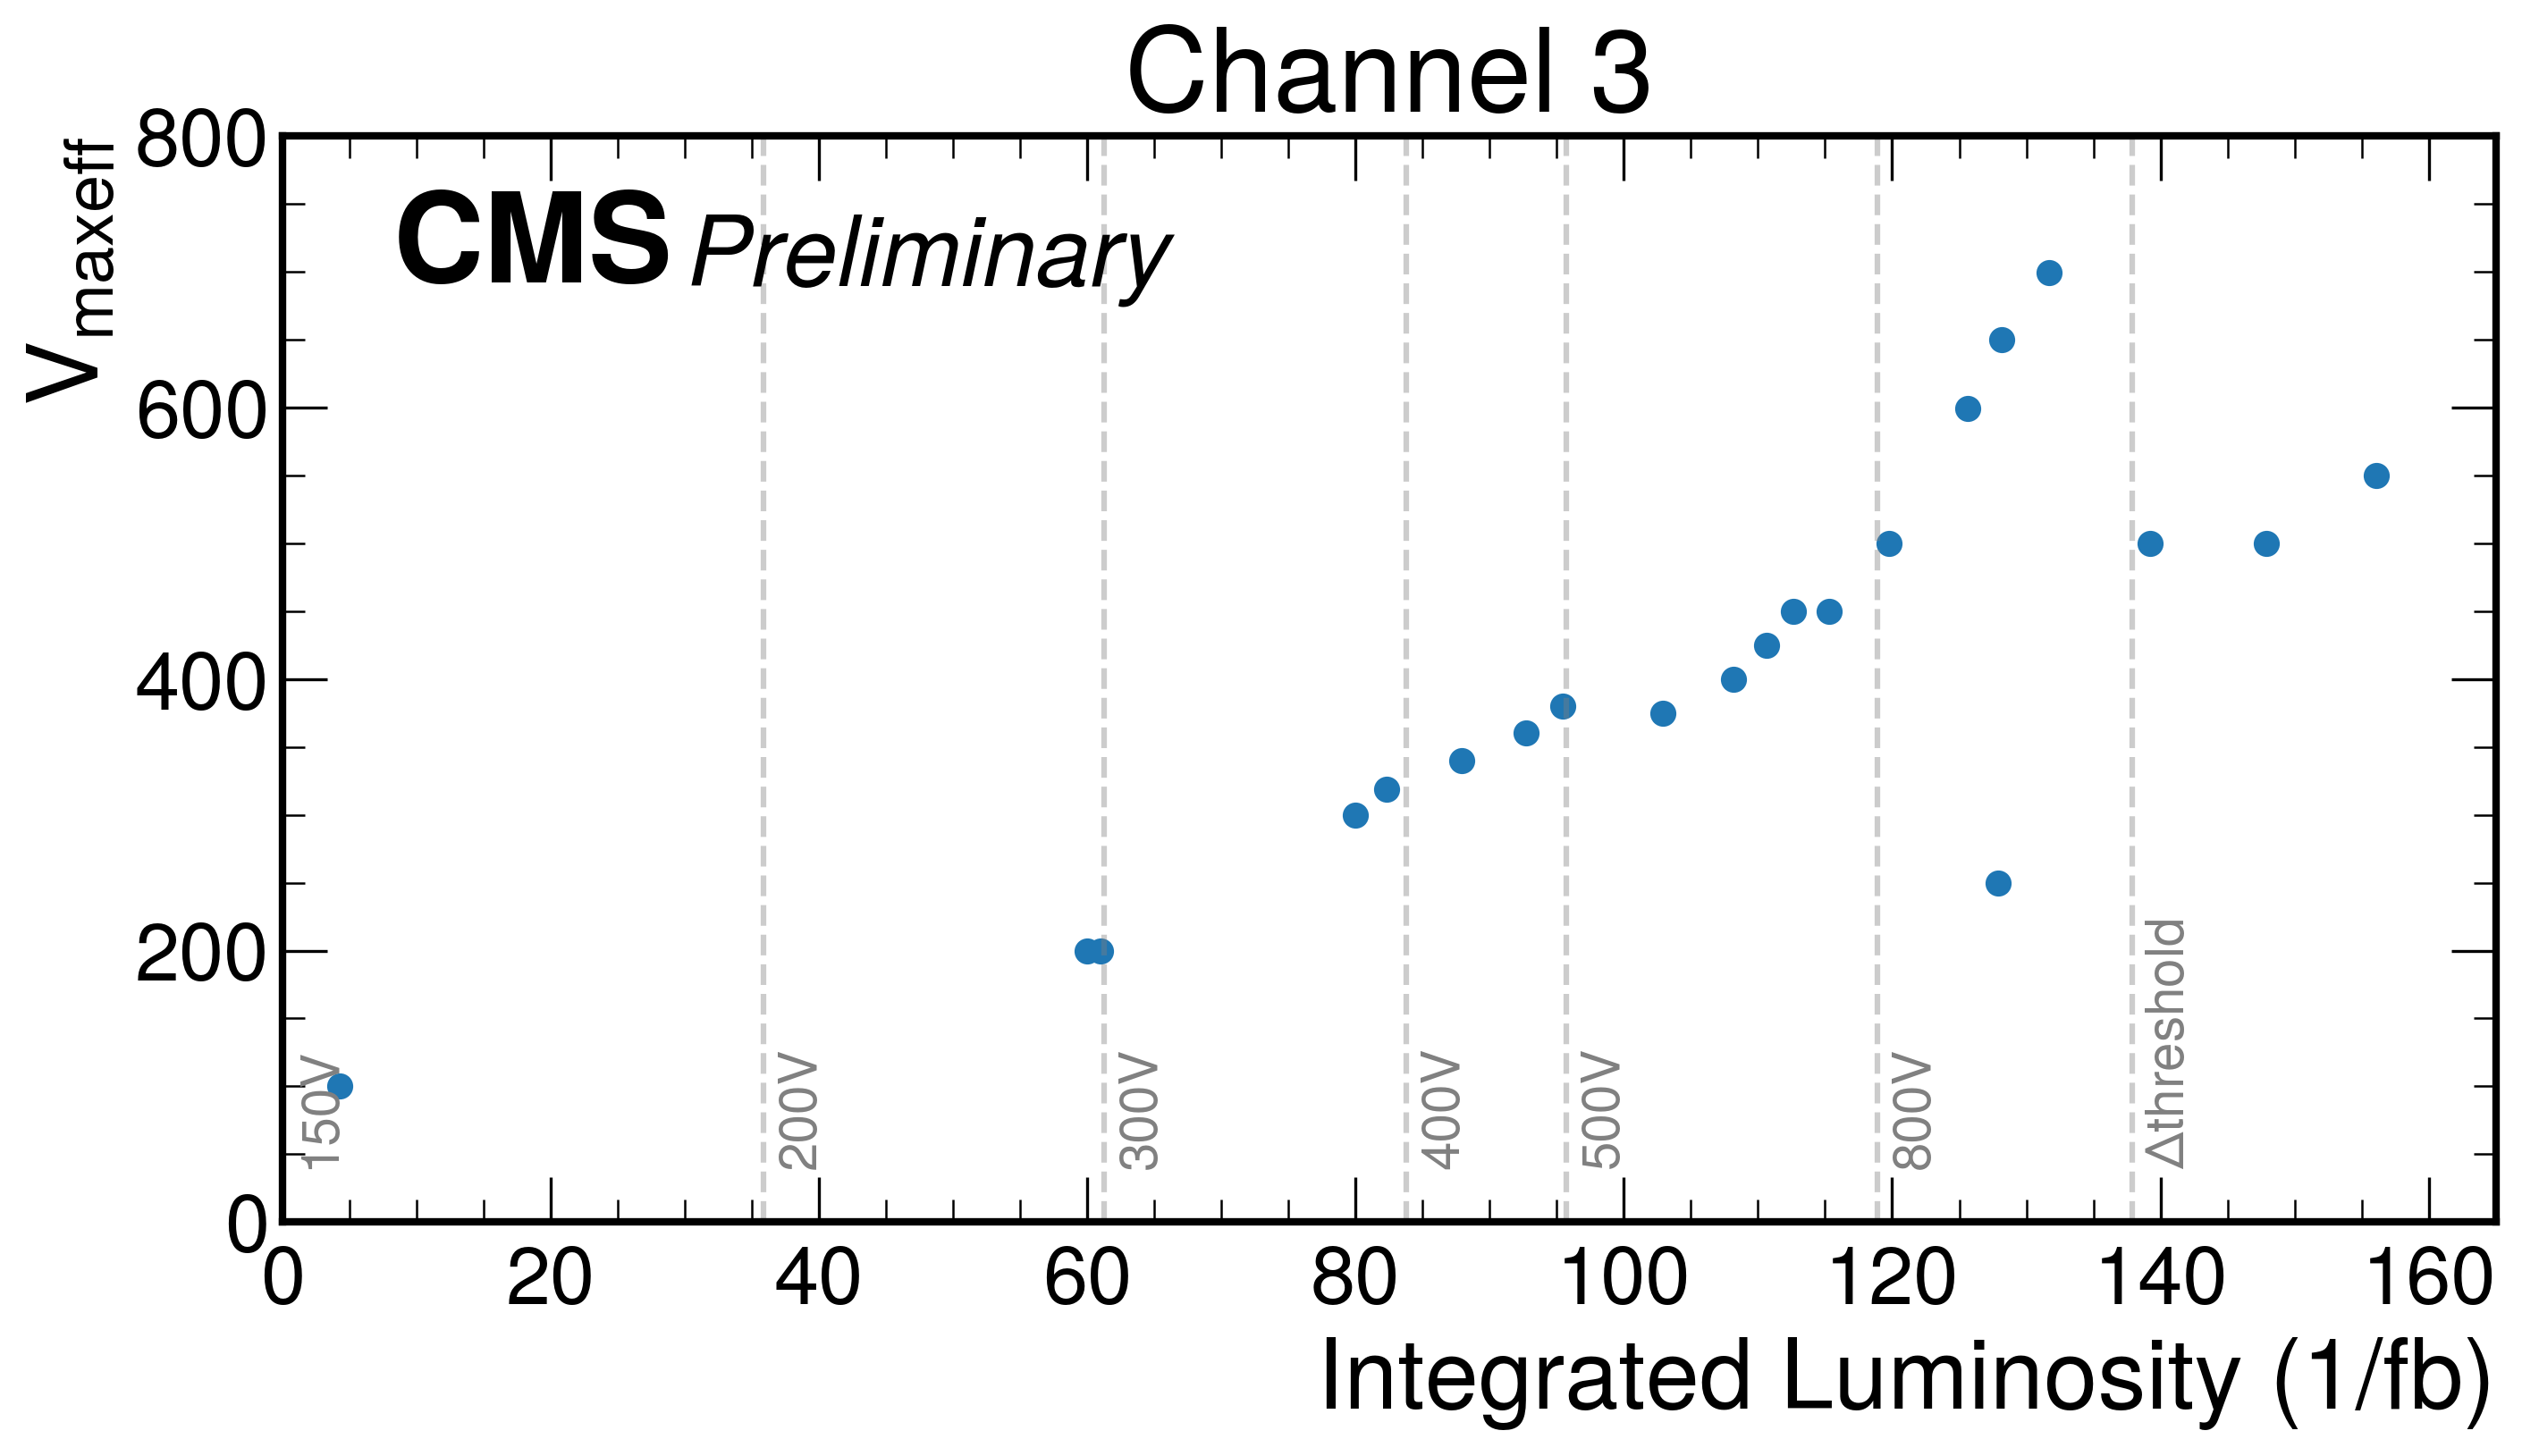 Channel 3
V maxeff
CMS Preliminary
800
600
400
200
0
150V
200V
300V
400V
500V
800V
Δthreshold
0 20 40 60 80 100 120 140 160
Integrated Luminosity (1/fb)